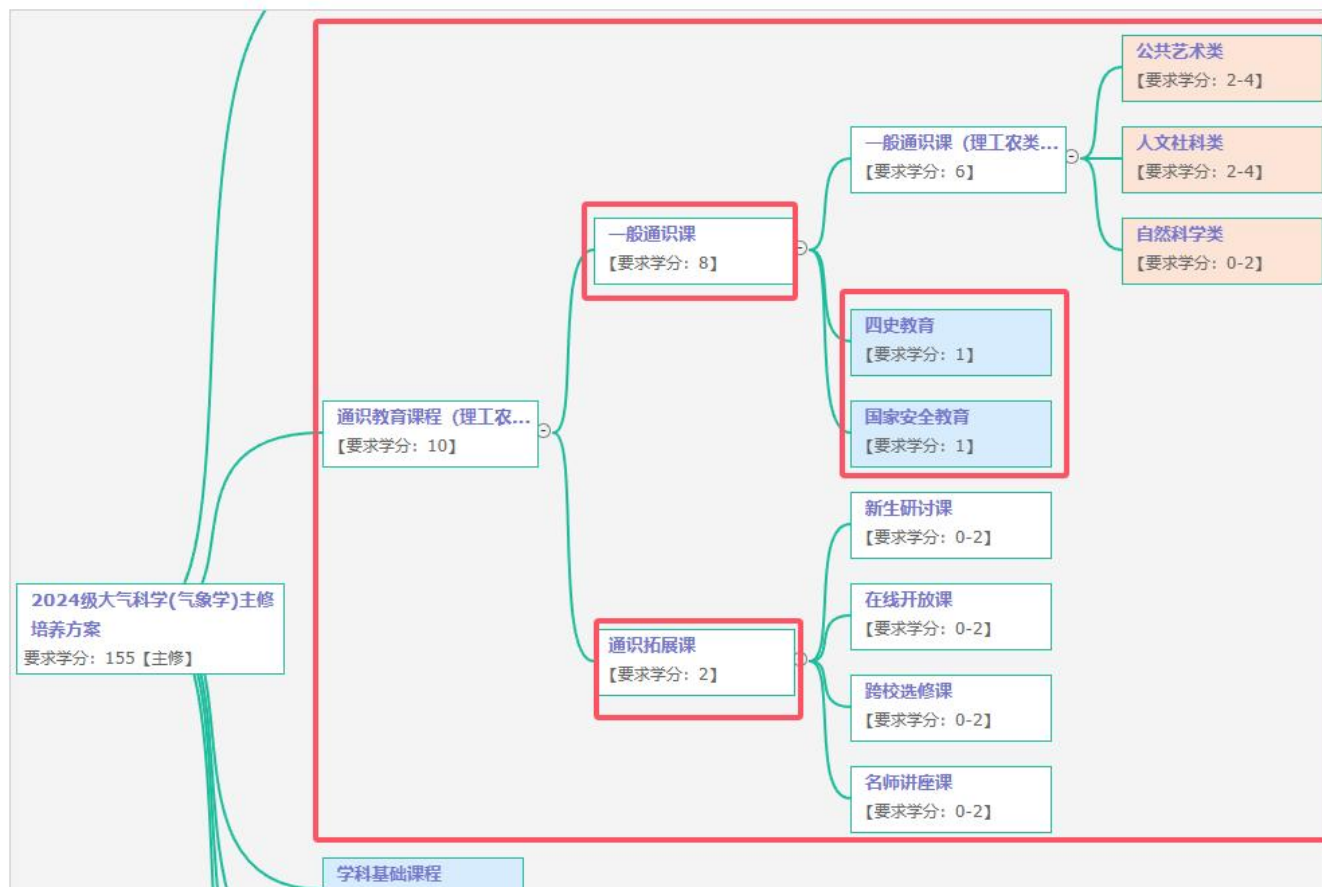 公共艺术类
【要求学分：2-4】
一般通识课（理工农类...
【要求学分：6】
人文社科类
【要求学分：2-4】
一般通识课
【要求学分：8】
自然科学类
【要求学分：0-2】
四史教育
【要求学分：1】
通识教育课程（理工农...
【要求学分：10】
国家安全教育
【要求学分：1】
新生研讨课
【要求学分：0-2】
2024级大气科学(气象学)主修
培养方案
要求学分：155【主修】
在线开放课
【要求学分：0-2】
通识拓展课
【要求学分：2】
跨校选修课
【要求学分：0-2】
名师讲座课
【要求学分：0-2】
学科基础课程